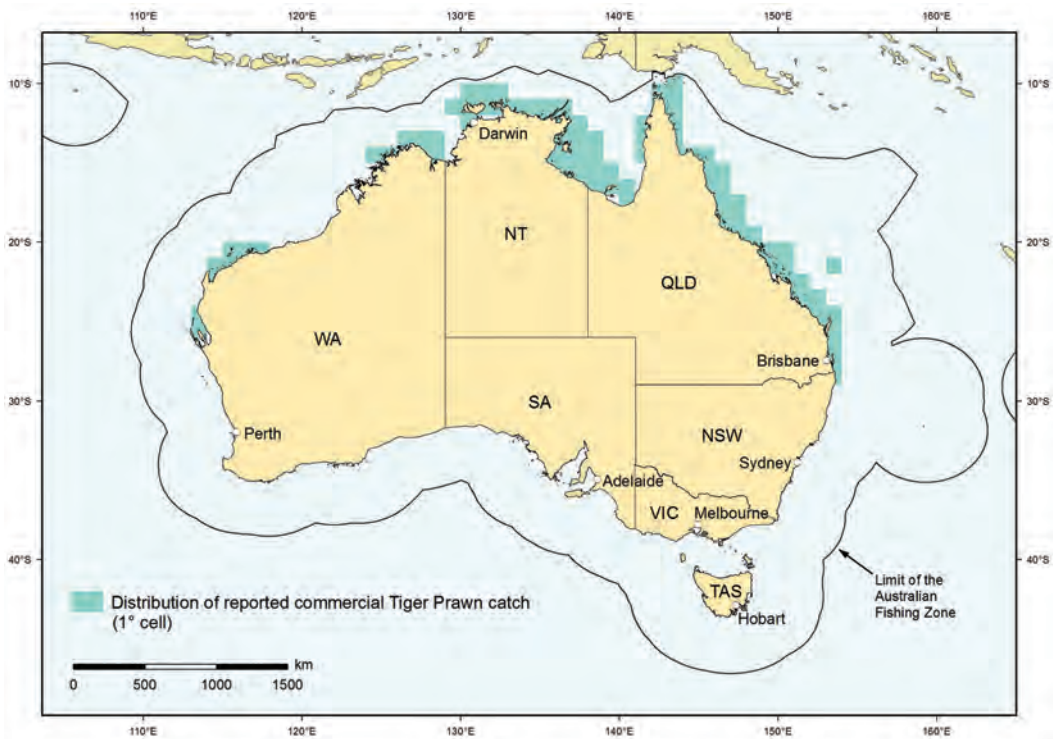 110°E 120°E 130°E 140°E 150°E 160°E
10°S 10°S
Darwin
NT
20°S 20°S
QLD
WA
Brisbane
SA
30°S 30°S
Perth
NSW
Sydney
Adelaide
VIC Melbourne
40°S 40°S
TAS
Hobart
Limit of the
Australian
Fishing Zone
Distribution of reported commercial Tiger Prawn catch
(1° cell)
km
0 500 1000 1500
110°E 120°E 130°E 140°E 150°E 160°E